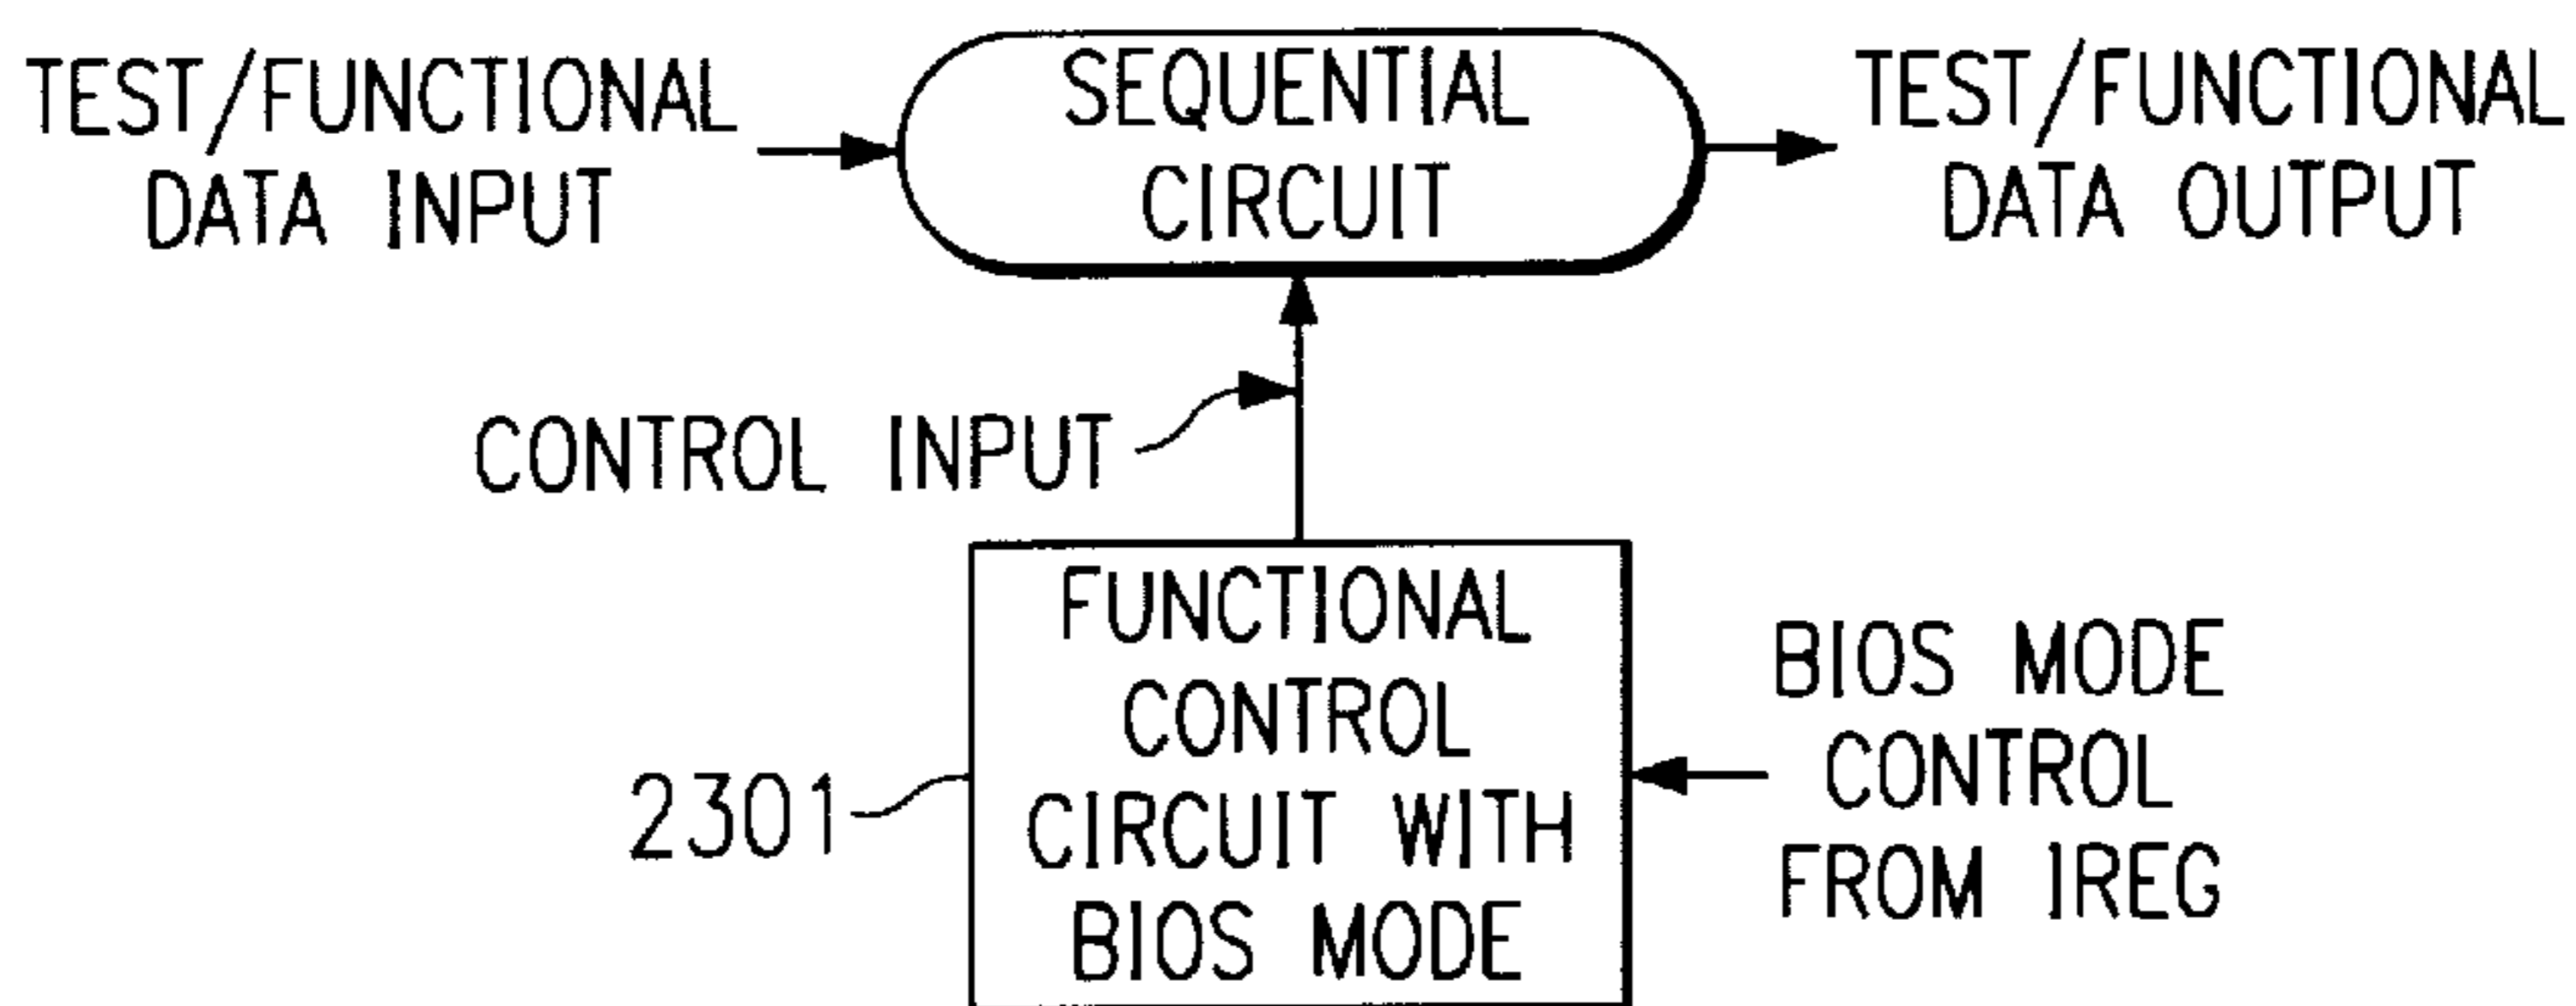 TEST/FUNCTIONAL
DATA INPUT
SEQUENTIAL
CIRCUIT
TEST/FUNCTIONAL
DATA OUTPUT
CONTROL INPUT
2301
FUNCTIONAL
CONTROL
CIRCUIT WITH
BIOS MODE
BIOS MODE
CONTROL
FROM IREG